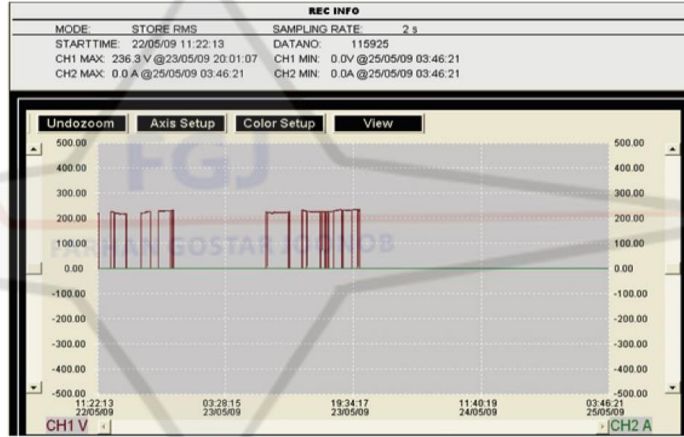 REC INFO
MODE: STORE RMS SAMPLING RATE: 2 s
STARTTIME: 22/05/09 11:22:13 DATANO: 115925
CH1 MAX: 236.3 V @23/05/09 20:01:07 CH1 MIN: 0.0V @25/05/09 03:46:21
CH2 MAX: 0.0 A @25/05/09 03:46:21 CH2 MIN: 0.0A @25/05/09 03:46:21
Undozoom Axis Setup Color Setup View
500.00 500.00
400.00 400.00
FGJ
300.00 300.00
200.00 200.00
FARHAN GOSTAR JOONOB
100.00 100.00
0.00 0.00
-100.00 -100.00
-200.00 -200.00
-300.00 -300.00
-400.00 -400.00
-500.00 -500.00
11:22:13 03:28:15 19:34:17 11:40:19 03:46:21
22/05/09 23/05/09 23/05/09 24/05/09 25/05/09
CH1 V CH2 A